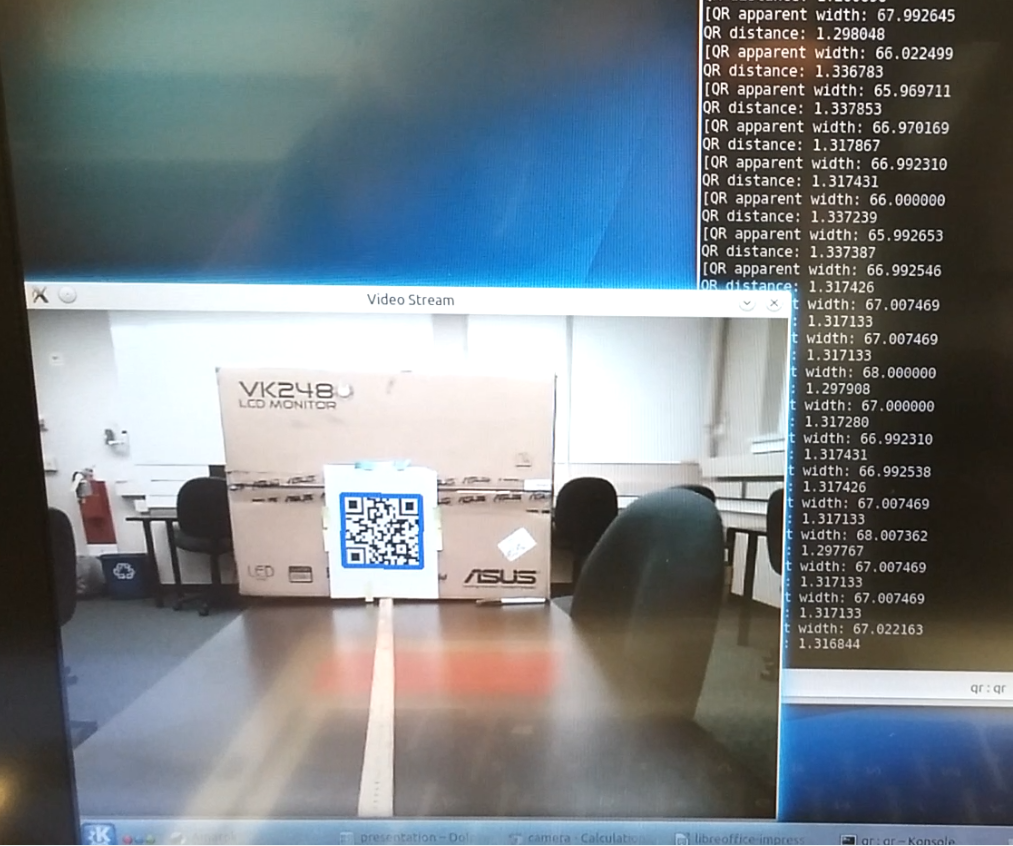 [QR apparent width: 67.992645
QR distance: 1.298048
[QR apparent width: 66.022499
QR distance: 1.336783
[QR apparent width: 65.969711
QR distance: 1.337853
[QR apparent width: 66.970169
QR distance: 1.317867
[QR apparent width: 66.992310
QR distance: 1.317431
[QR apparent width: 66.000000
QR distance: 1.337239
[QR apparent width: 65.992653
QR distance: 1.337387
[QR apparent width: 66.992546
QR distance: 1.317426
t width: 67.007469
: 1.317133
t width: 67.007469
: 1.317133
t width: 68.000000
: 1.297908
t width: 67.000000
: 1.317280
t width: 66.992310
: 1.317431
t width: 66.992538
: 1.317426
t width: 67.007469
: 1.317133
t width: 68.007362
: 1.297767
t width: 67.007469
: 1.317133
t width: 67.007469
: 1.317133
t width: 67.022163
: 1.316844
qr : qr
Video Stream
VK248
LCD MONITOR
LED
ASUS
presentation – Dol
camera - Calculation
libreoffice-impress
qr : qr – Konsole